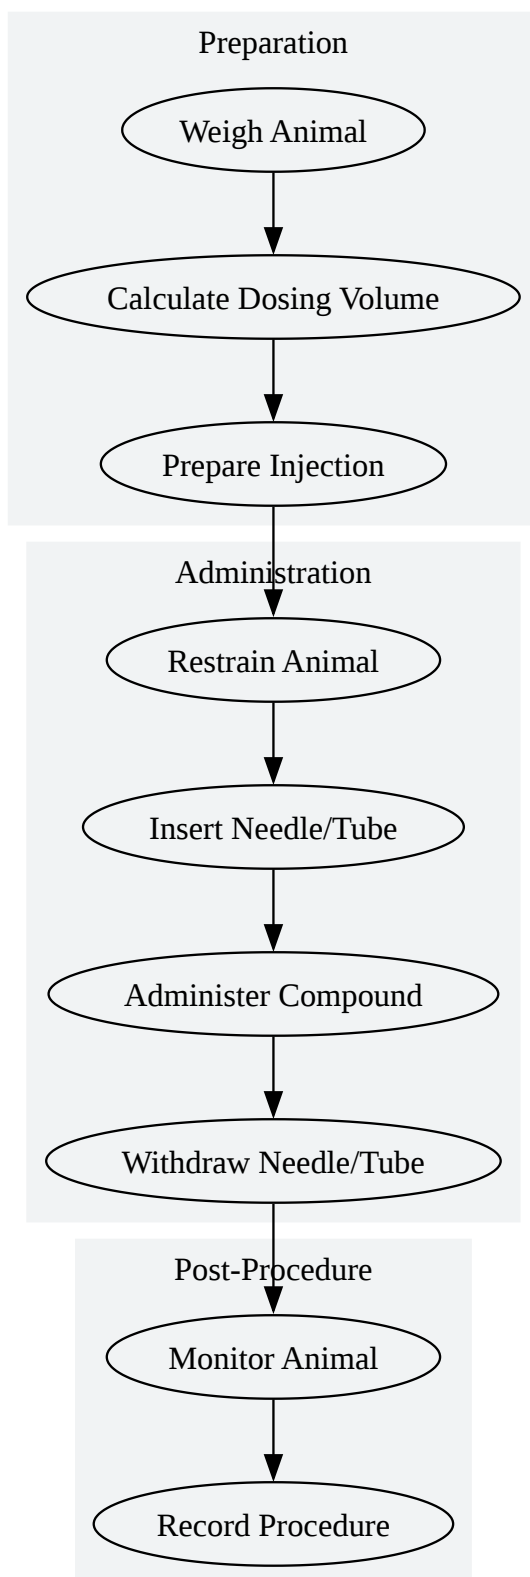 Preparation
Weigh Animal
Calculate Dosing Volume
Prepare Injection
Administration
Restrain Animal
Insert Needle/Tube
Administer Compound
Withdraw Needle/Tube
Post-Procedure
Monitor Animal
Record Procedure